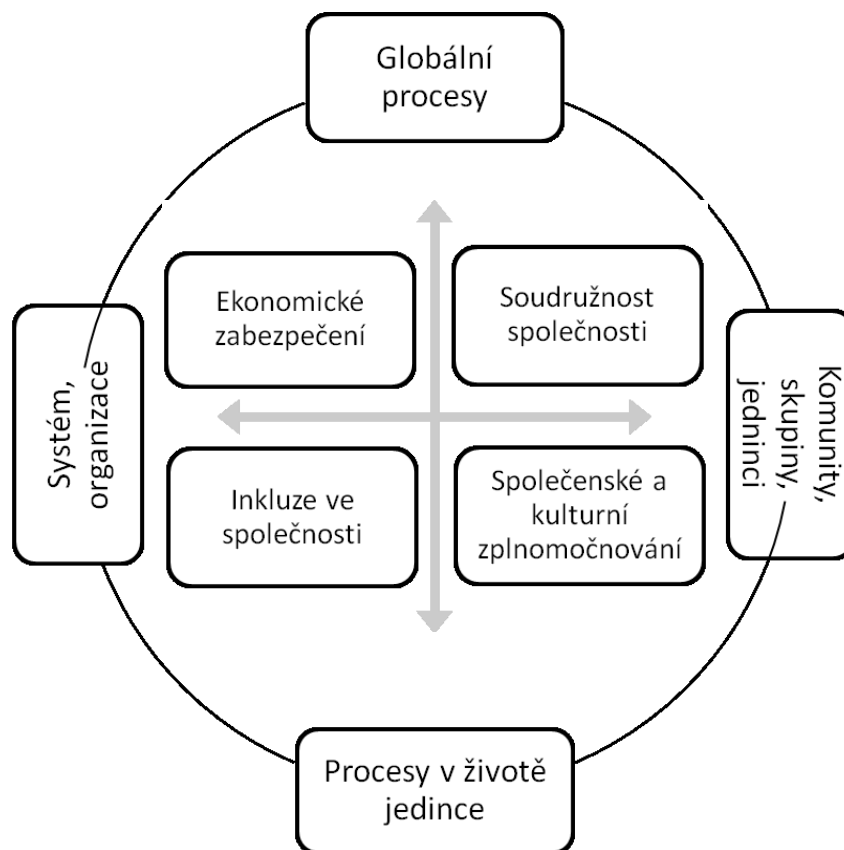 Globální
procesy
Ekonomické
zabezpečení
Soudružnost
společnosti
Systém,
organizace
Komunity,
skupiny,
jedninci
Inkluze ve
společnosti
Společenské a
kulturní
zplnomočnování
Procesy v životě
jedince